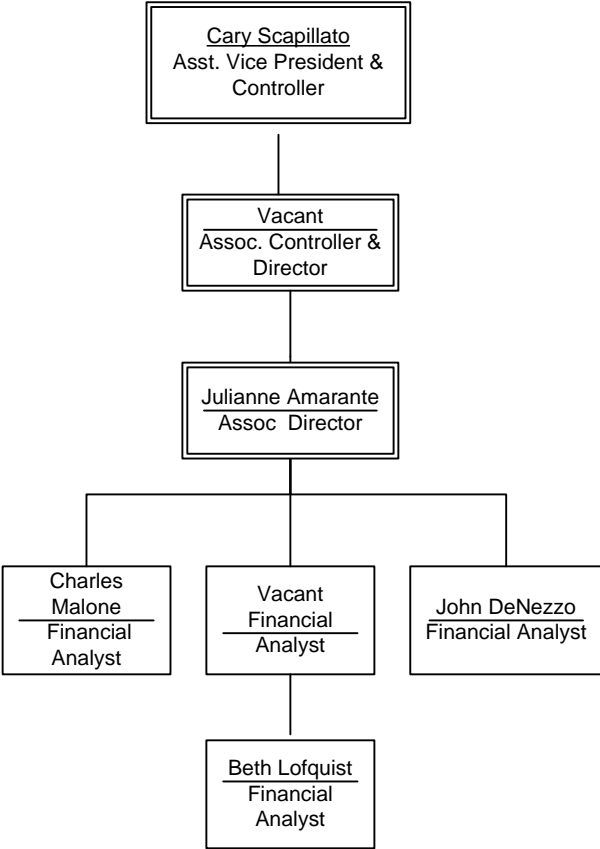 Cary Scapillato
Asst. Vice President &
Controller
Vacant
Assoc. Controller &
Director
Julianne Amarante
Assoc  Director
Charles
Malone
Financial
Analyst
Vacant
Financial
Analyst
John DeNezzo
Financial Analyst
Beth Lofquist
Financial
Analyst